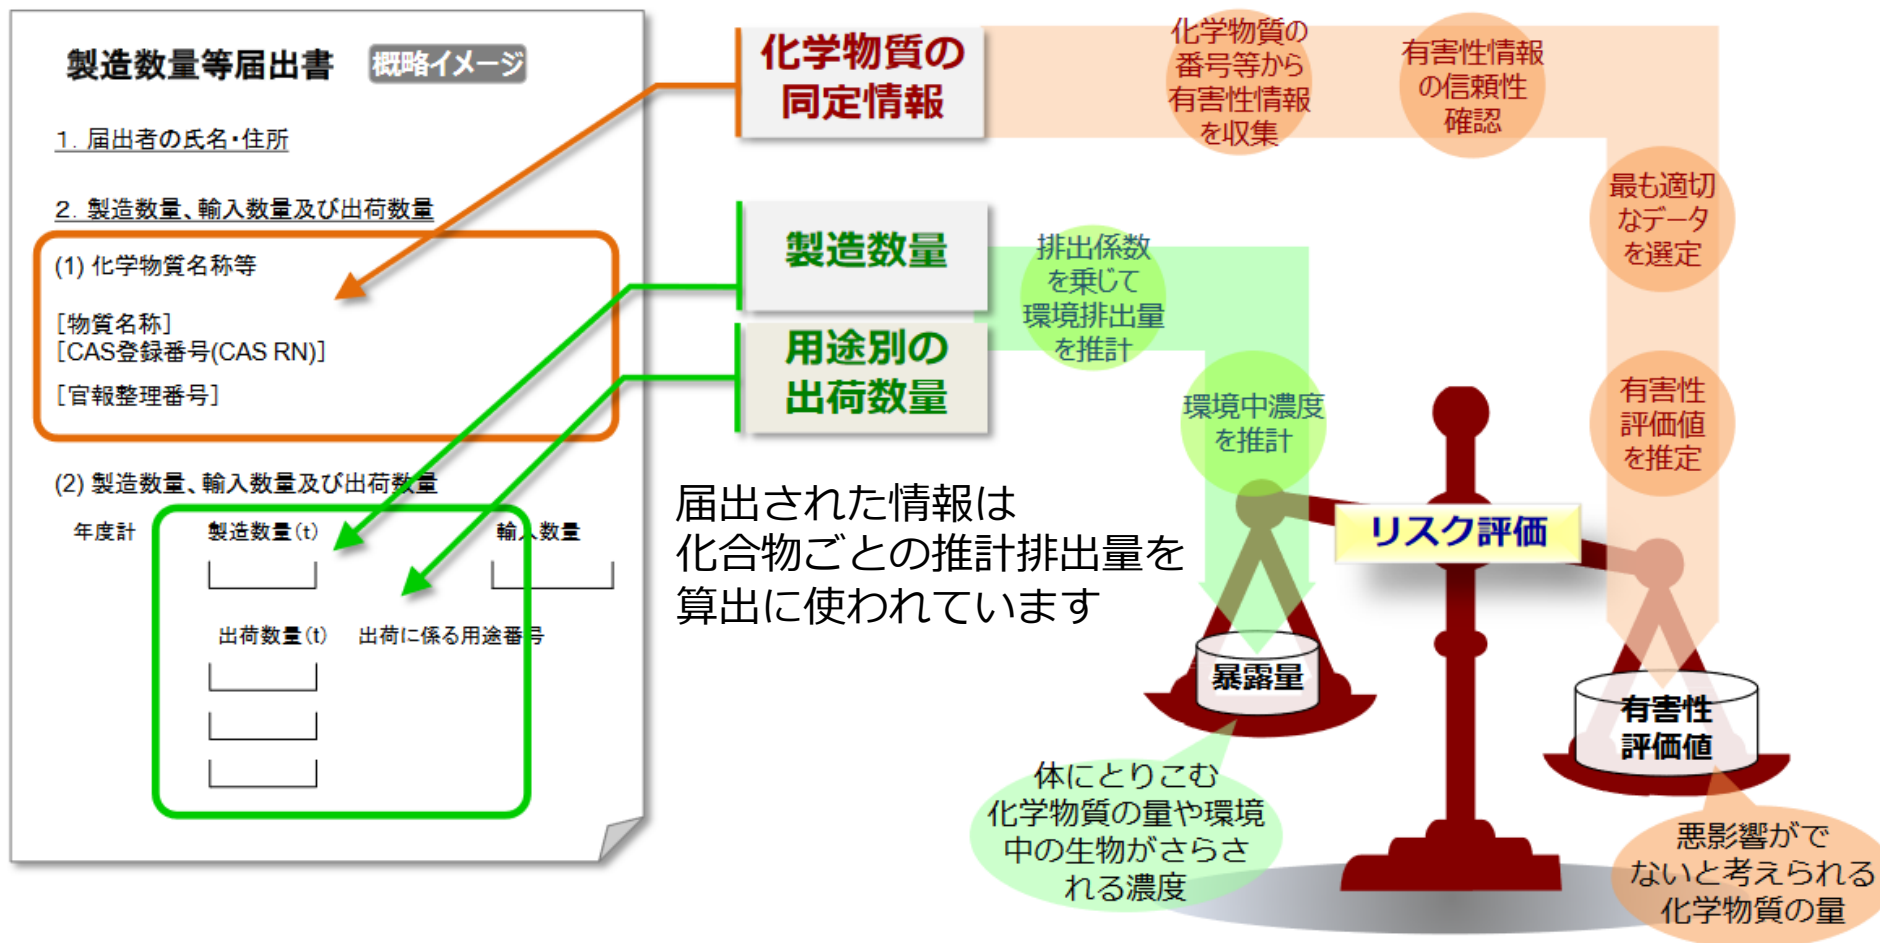 製造数量等届出書 概略イメージ
1. 届出者の氏名・住所
2. 製造数量、輸入数量及び出荷数量
(1) 化学物質名称等
[物質名称]
[CAS登録番号(CAS RN)]
[官報整理番号]
(2) 製造数量、輸入数量及び出荷数量
年度計 製造数量(t) 輸入数量
出荷数量(t) 出荷に係る用途番号
化学物質の
同定情報
製造数量
用途別の
出荷数量
届出された情報は
化合物ごとの推計排出量を
算出に使われています
化学物質の
番号等から
有害性情報
を収集
有害性情報
の信頼性
確認
最も適切
なデータ
を選定
有害性
評価値
を推定
排出係数
を乗じて
環境排出量
を推計
環境中濃度
を推計
リスク評価
暴露量
有害性
評価値
体にとりこむ
化学物質の量や環境
中の生物がさらさ
れる濃度
悪影響がで
ないと考えられる
化学物質の量